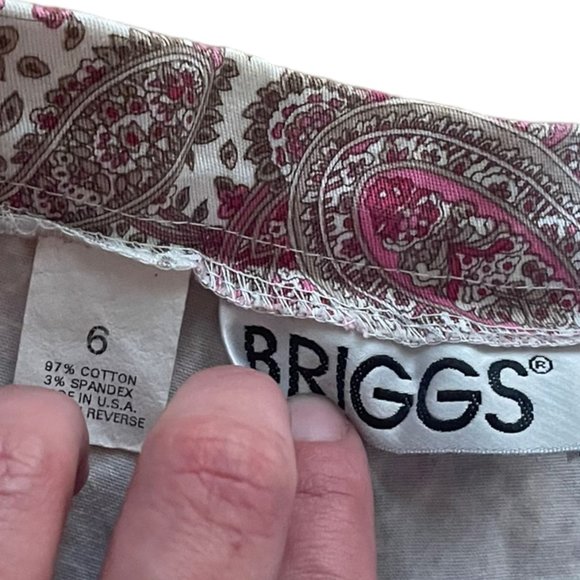 6
97% COTTON
3% SPANDEX
IN U.S.A.
REVERSE
BRIGGS®